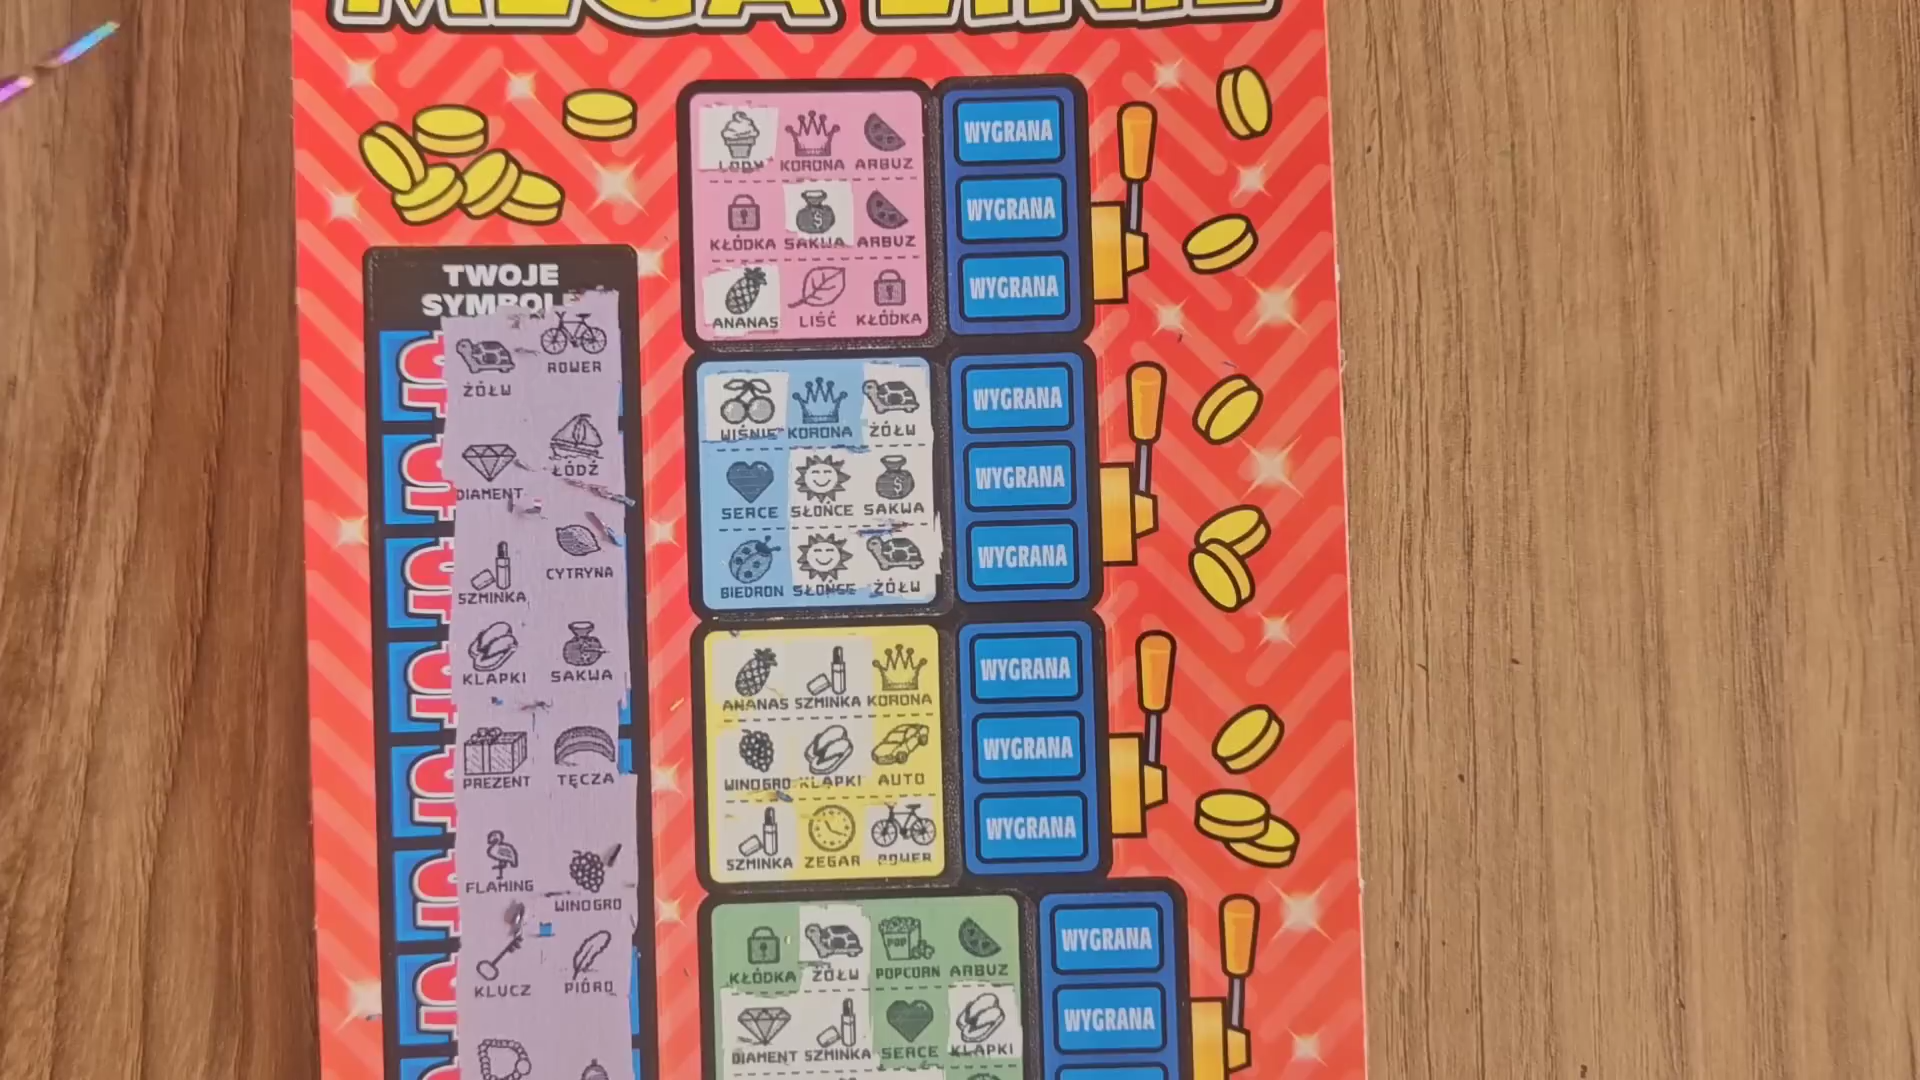 MEGA LINIE
TWOJE
SYMBOLE
ŻÓŁW ROWER
DIAMENT ŁÓDŹ
SZMINKA CYTRYNA
KLAPKI SAKWA
PREZENT TĘCZA
FLAMING WINOGRO
KLUCZ PIÓRO
LODY KORONA ARBUZ
KŁÓDKA SAKWA ARBUZ
ANANAS LIŚĆ KŁÓDKA
WYGRANA
WYGRANA
WYGRANA
WIŚNIE KORONA ŻÓŁW
SERCE SŁOŃCE SAKWA
BIEDRON SŁOŃCE ŻÓŁW
WYGRANA
WYGRANA
WYGRANA
ANANAS SZMINKA KORONA
WINOGRO KLAPKI AUTO
SZMINKA ZEGAR ROWER
WYGRANA
WYGRANA
WYGRANA
KŁÓDKA ŻÓŁW POPCORN ARBUZ
POP
DIAMENT SZMINKA SERCE KLAPKI
WYGRANA
WYGRANA